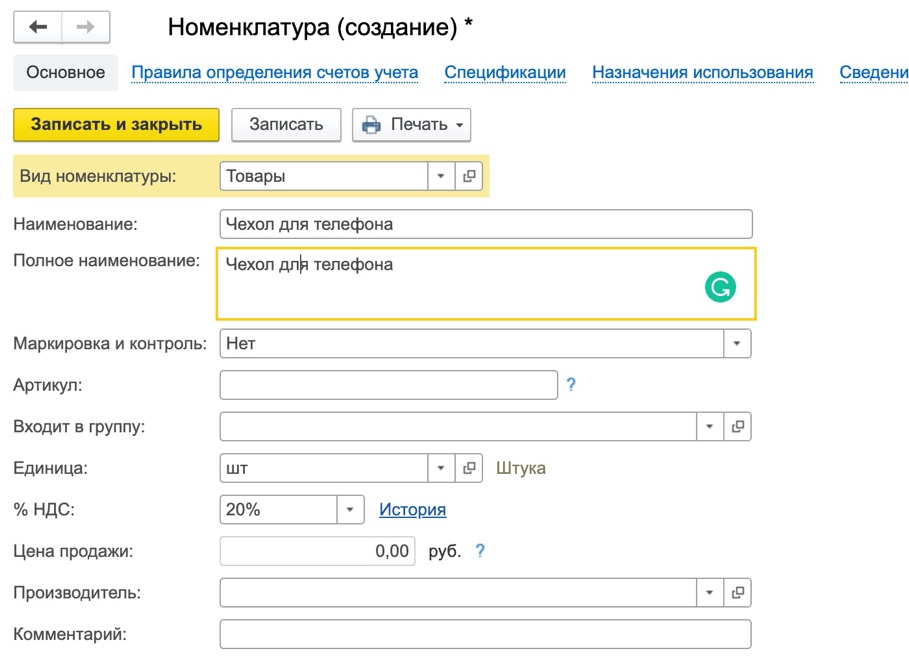 Номенклатура (создание) *
Основное Правила определения счетов учета Спецификации Назначения использования Сведени
Записать и закрыть Записать Печать
Вид номенклатуры: Товары
Наименование: Чехол для телефона
Полное наименование: Чехол для телефона
Маркировка и контроль: Нет
Артикул: ?
Входит в группу:
Единица: шт Штука
% НДС: 20% История
Цена продажи: 0,00 руб. ?
Производитель:
Комментарий: